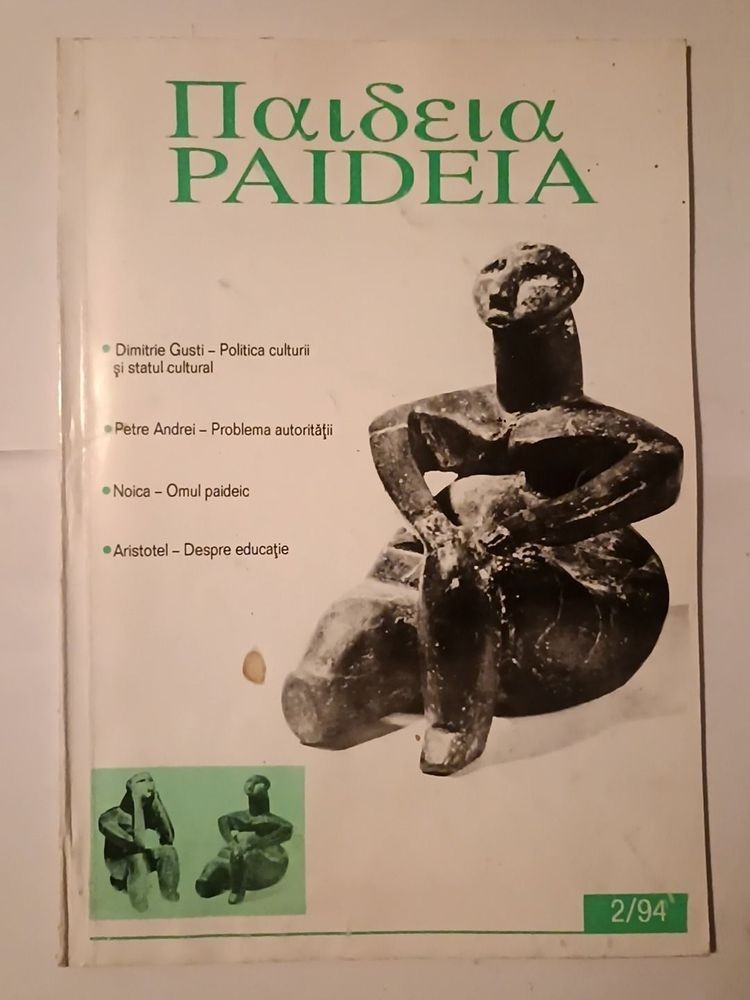 Παιδεια
PAIDEIA
• Dimitrie Gusti – Politica culturii
şi statul cultural
• Petre Andrei – Problema autorităţii
• Noica – Omul paideic
• Aristotel – Despre educaţie
2/94